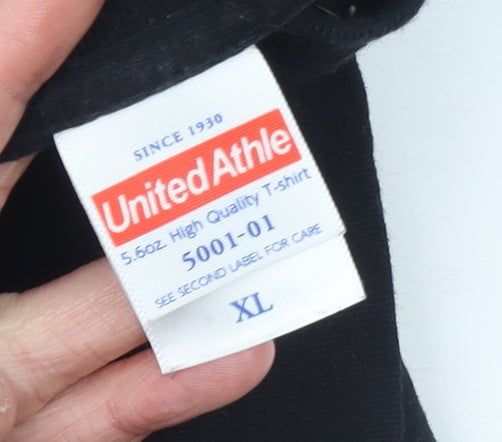 SINCE 1930
United Athle
5.6oz High Quality T-shirt
5001-01
SEE SECOND LABEL FOR CARE
XL